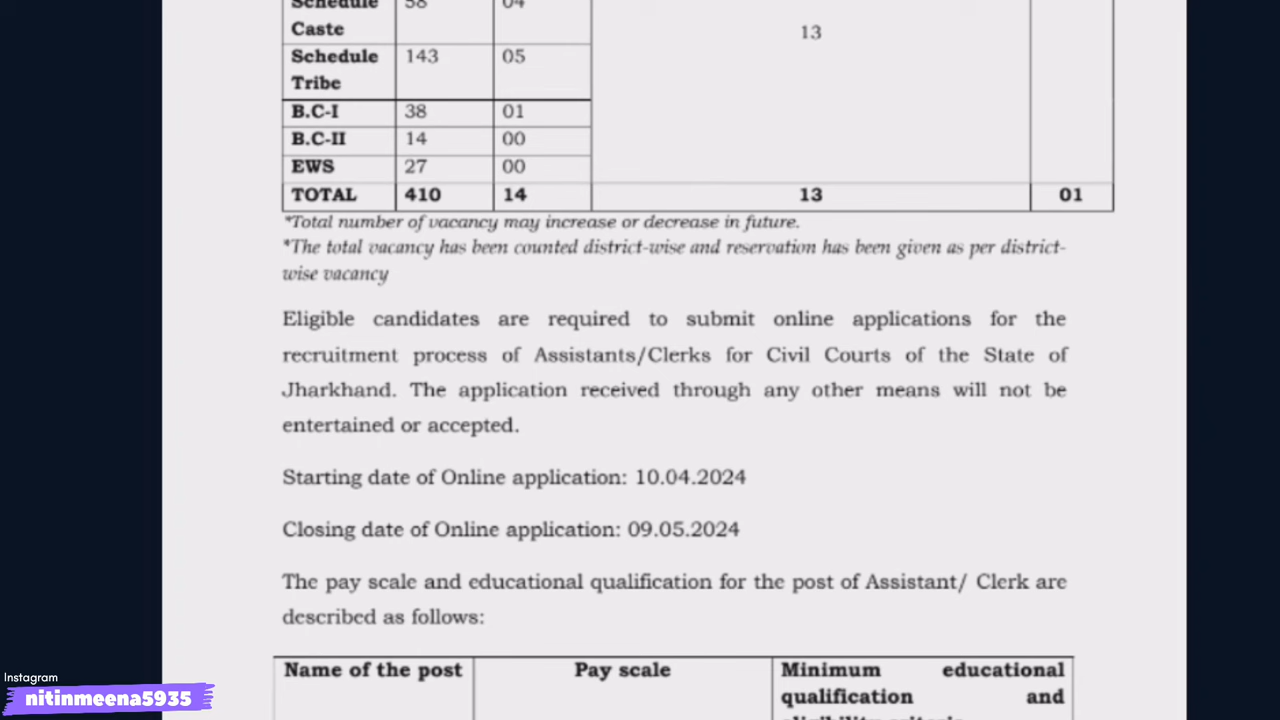 Schedule 58 04
Caste
13
Schedule 143 05
Tribe
B.C-I 38 01
B.C-II 14 00
EWS 27 00
TOTAL 410 14 13 01
*Total number of vacancy may increase or decrease in future.
*The total vacancy has been counted district-wise and reservation has been given as per district-
wise vacancy
Eligible candidates are required to submit online applications for the
recruitment process of Assistants/Clerks for Civil Courts of the State of
Jharkhand. The application received through any other means will not be
entertained or accepted.
Starting date of Online application: 10.04.2024
Closing date of Online application: 09.05.2024
The pay scale and educational qualification for the post of Assistant/ Clerk are
described as follows:
Name of the post Pay scale Minimum educational
qualification and
eligibility criteria
Instagram
nitinmeena5935